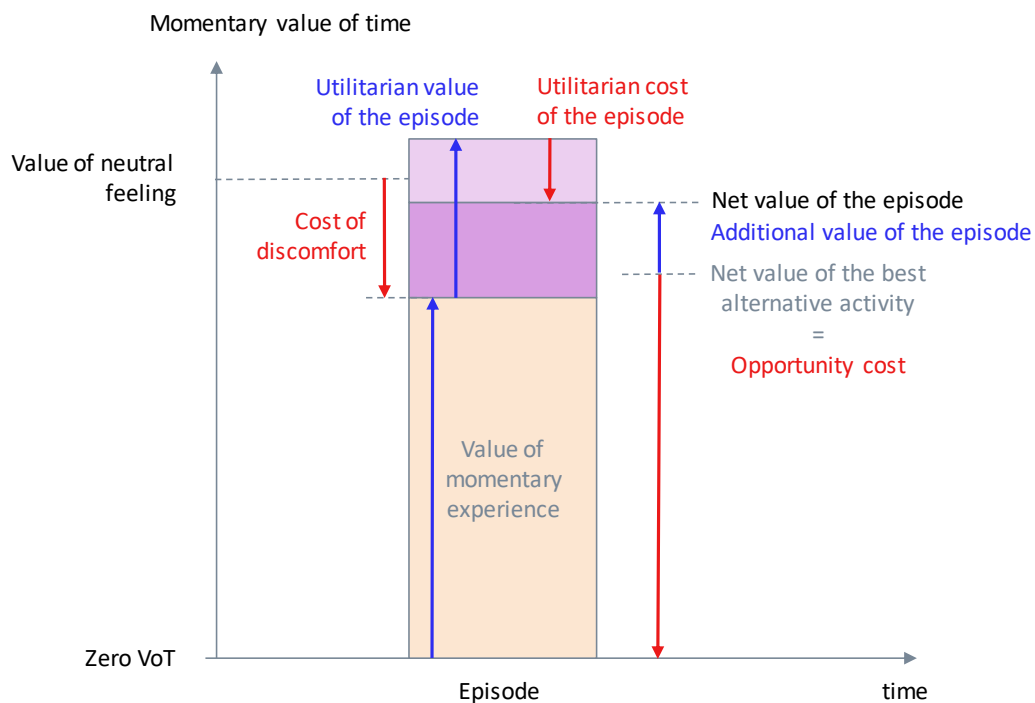 Momentary value of time
Utilitarian value
of the episode
Utilitarian cost
of the episode
Value of neutral
feeling
Cost of
discomfort
Net value of the episode
Additional value of the episode
Net value of the best
alternative activity
=
Opportunity cost
Value of
momentary
experience
Zero VoT
Episode
time